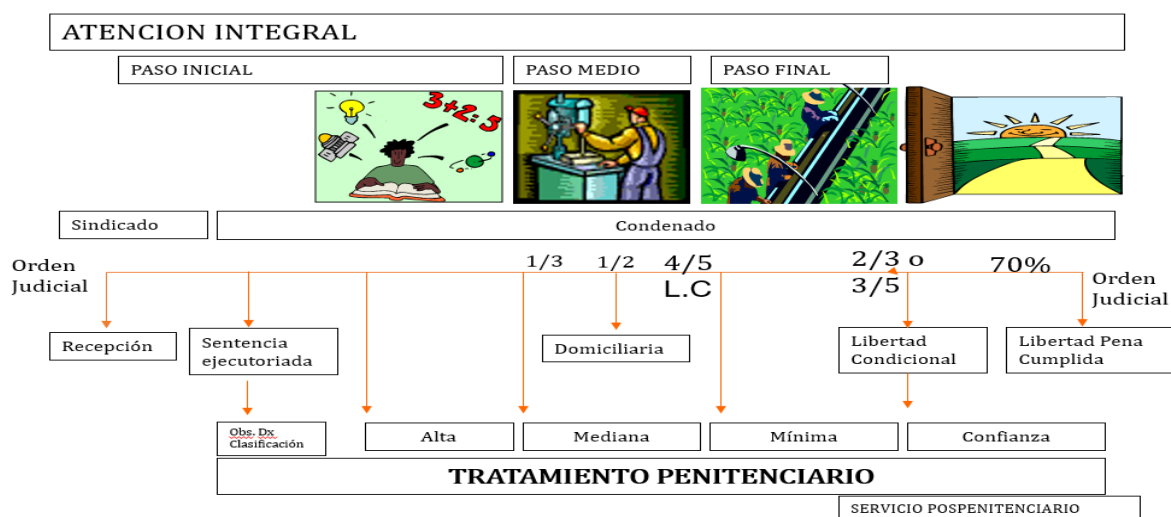 ATENCION INTEGRAL
PASO INICIAL
PASO MEDIO
PASO FINAL
3+2=5
Sindicado
Condenado
Orden
Judicial
1/3
1/2
4/5
L.C
2/3 o
3/5
70%
Orden
Judicial
Recepción
Sentencia
ejecutoriada
Domiciliaria
Libertad
Condicional
Libertad Pena
Cumplida
Obs. Dx
Clasificación
Alta
Mediana
Mínima
Confianza
TRATAMIENTO PENITENCIARIO
SERVICIO POSPENITENCIARIO